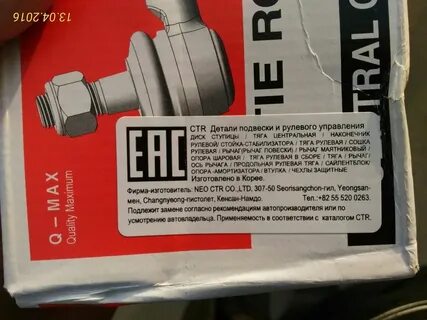 13.04.2016
TIE RO
TRAL
Q-MAX
Quality Maximum
EAC
CTR Детали подвески и рулевого управления
ДИСК СТУПИЦЫ / ТЯГА ЦЕНТРАЛЬНАЯ / НАКОНЕЧНИК
РУЛЕВОЙ/ СТОЙКА-СТАБИЛИЗАТОРА / ТЯГА РУЛЕВАЯ / СОШКА
РУЛЕВАЯ / РЫЧАГ(РЫЧАГ ПОВЕСКИ) / РЫЧАГ МАЯТНИКОВЫЙ /
ОПОРА ШАРОВАЯ / ТЯГА РУЛЕВАЯ В СБОРЕ / ТЯГА / РЫЧАГ/
ОСЬ РЫЧАГА / ПРОДОЛЬНАЯ РУЛЕВАЯ ТЯГА / САЙЛЕНТБЛОК/
ОПОРА-АМОРТИЗАТОРА / ВТУЛКА / ЧЕХЛЫ ЗАЩИТНЫЕ
Изготовлено в Корее.
Фирма-изготовитель: NEO CTR CO.,LTD, 307-50 Seonsangchon-гил, Yeongsan-
мен, Changnyeong-пистолет, Кенсан-Намдо. Тел.:+82 55 520 0263.
Подлежит замене согласно рекомендациям автопроизводителя или по
усмотрению автовладельца. Применяемость в соответствии с каталогом CTR.